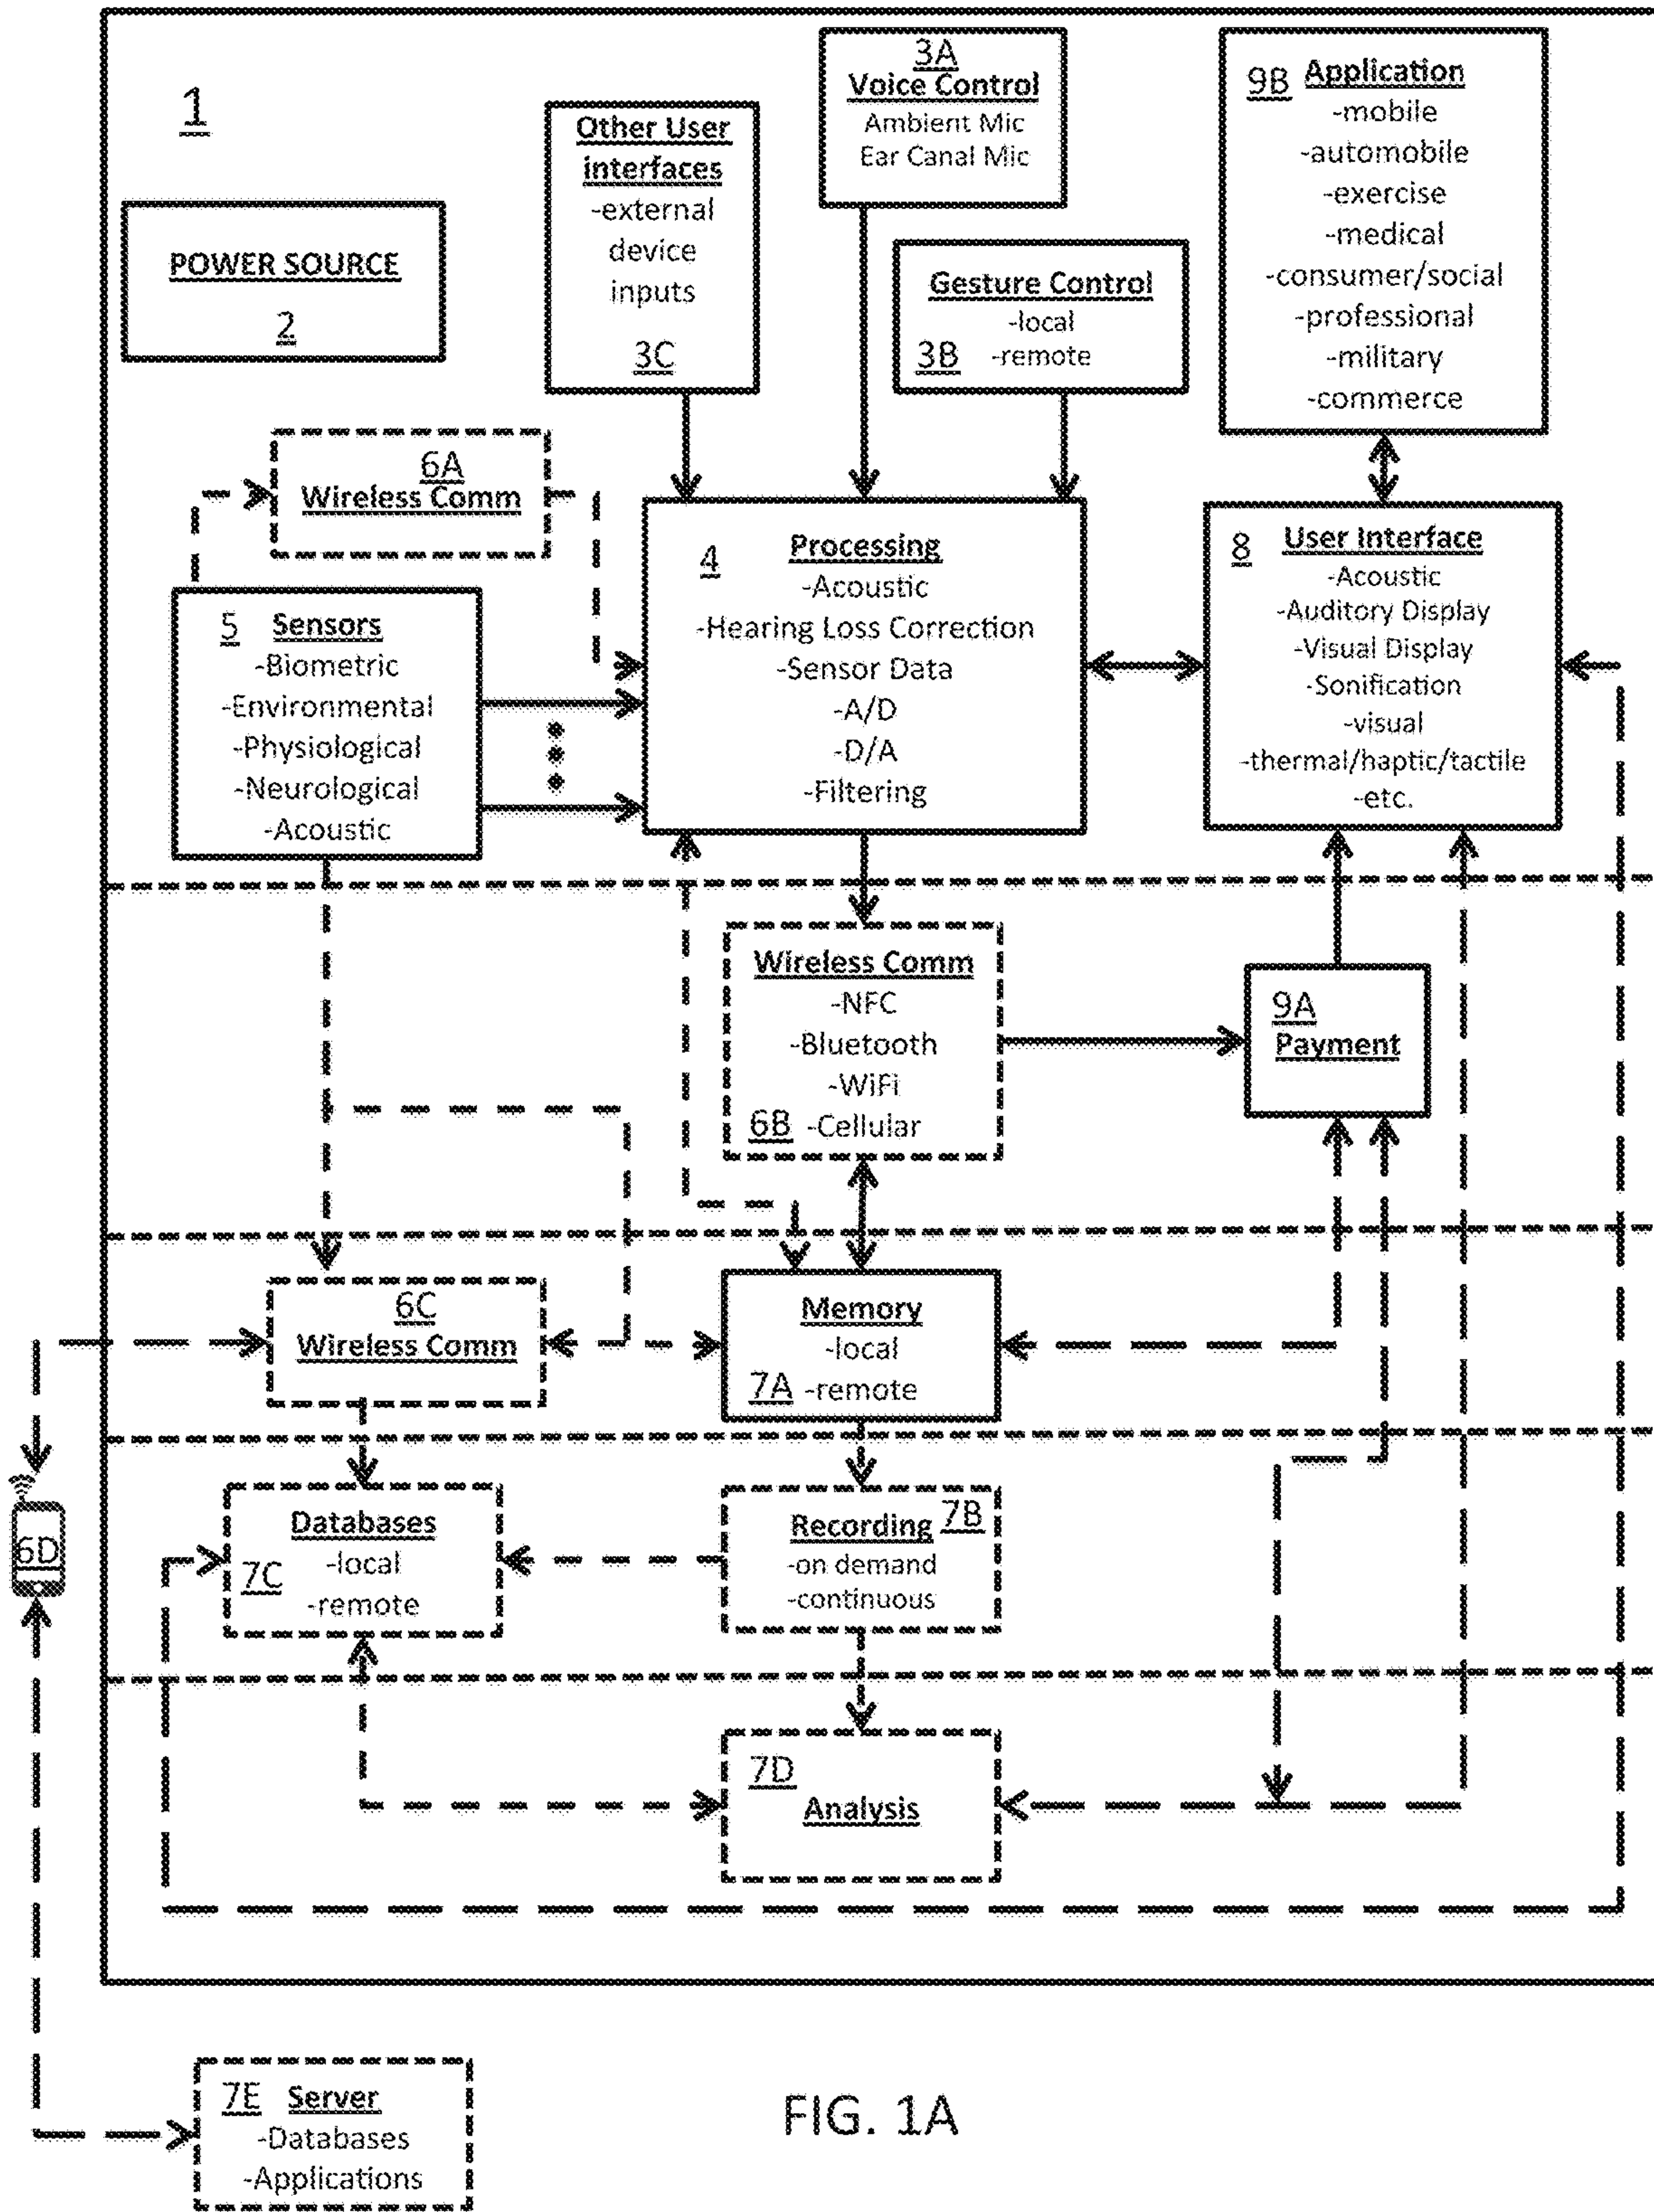 1
POWER SOURCE
2
Other User
interfaces
-external
device
inputs
3C
3A
Voice Control
Ambient Mic
Ear Canal Mic
Gesture Control
-local
3B -remote
9B Application
-mobile
-automobile
-exercise
-medical
-consumer/social
-professional
-military
-commerce
6A
Wireless Comm
5 Sensors
-Biometric
-Environmental
-Physiological
-Neurological
-Acoustic
4 Processing
-Acoustic
-Hearing Loss Correction
-Sensor Data
-A/D
-D/A
-Filtering
8 User Interface
-Acoustic
-Auditory Display
-Visual Display
-Sonification
-visual
-thermal/haptic/tactile
-etc.
Wireless Comm
-NFC
-Bluetooth
-WiFi
6B -Cellular
9A
Payment
6C
Wireless Comm
Memory
-local
7A -remote
6D
Databases
-local
7C
-remote
Recording 7B
-on demand
-continuous
7D
Analysis
7E Server
-Databases
-Applications
FIG. 1A